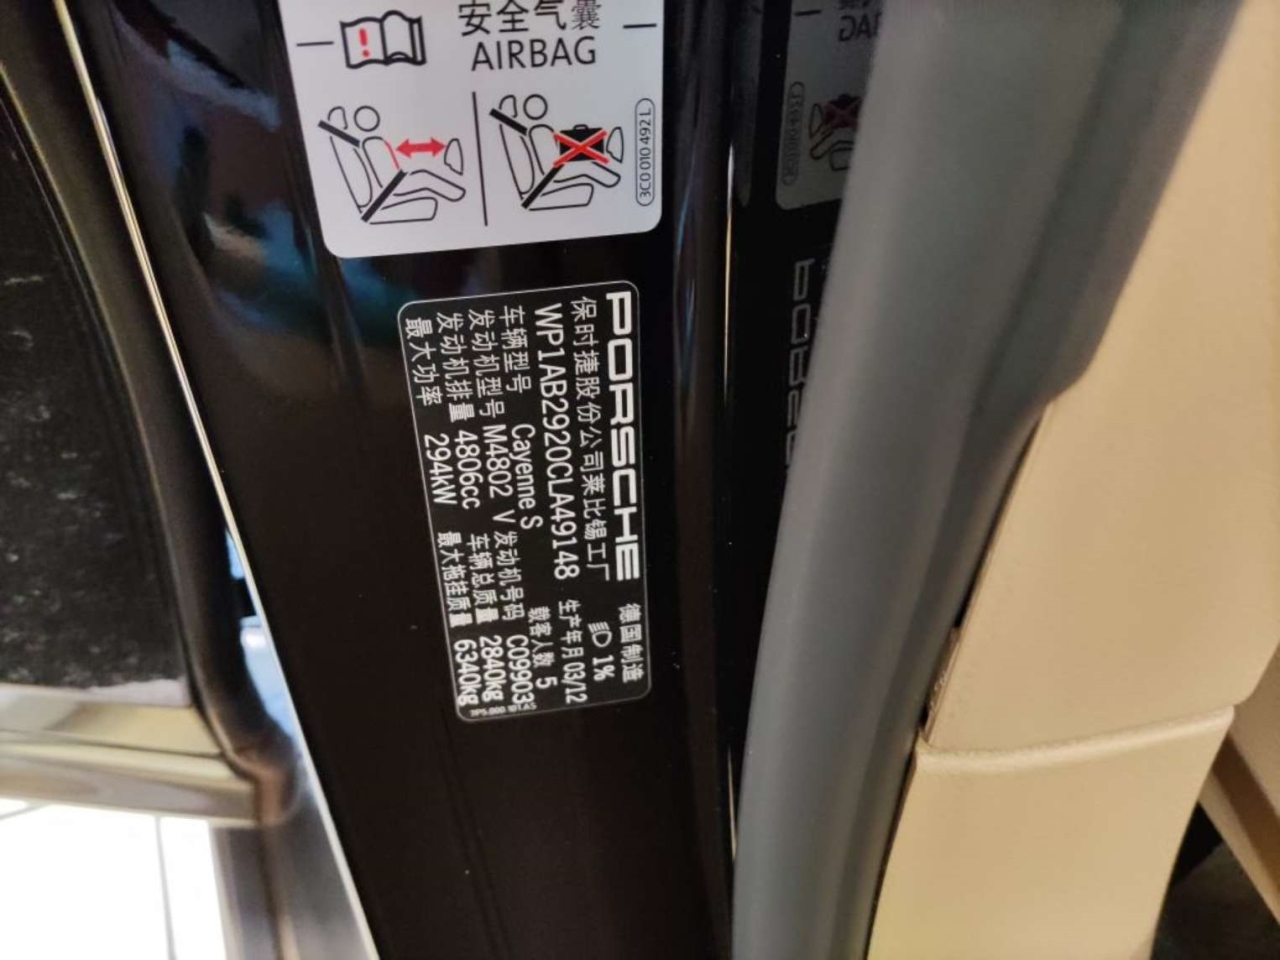 安全气囊
AIRBAG
3C0 010 492 L
PORSCHE 德国制造
保时捷股份公司莱比锡工厂 1%
WP1AB2920CLA49148 生产年月 03/12
车辆型号 Cayenne S 载客人数 5
发动机型号 M4802 V 发动机号码 C09903
发动机排量 4806cc 车辆总质量 2840kg
最大功率 294kW 最大拖挂质量 6340kg